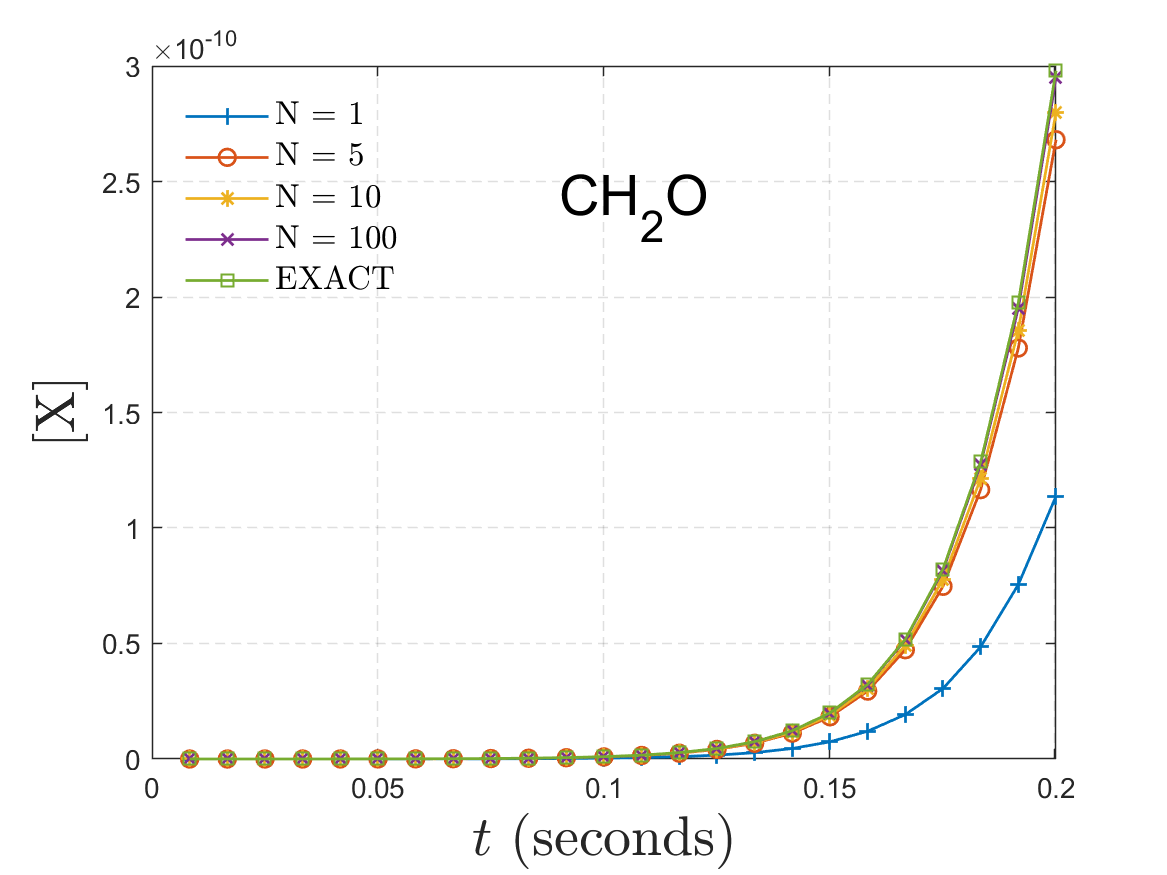 ×10-10
3
N = 1
N = 5
N = 10
N = 100
EXACT
CH2O
2.5
2
1.5
1
0.5
0
[X]
0
0.05
0.1
0.15
0.2
t (seconds)